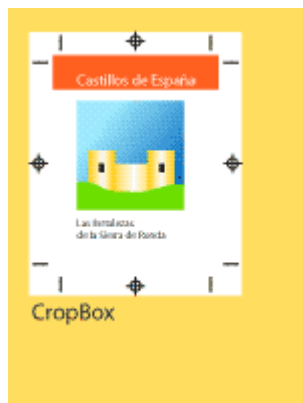 Castillos de España
Las fortalezas
de la Sierra de Ronda
CropBox